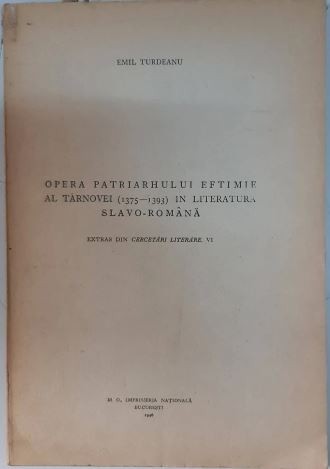 EMIL TURDEANU
OPERA PATRIARHULUI EFTIMIE
AL TÂRNOVEI (1375—1393) IN LITERATURA
SLAVO-ROMÂNĂ
EXTRAS DIN CERCETĂRI LITERARE, VI
M. O., IMPRIMERIA NAȚIONALĂ
BUCUREȘTI
1946